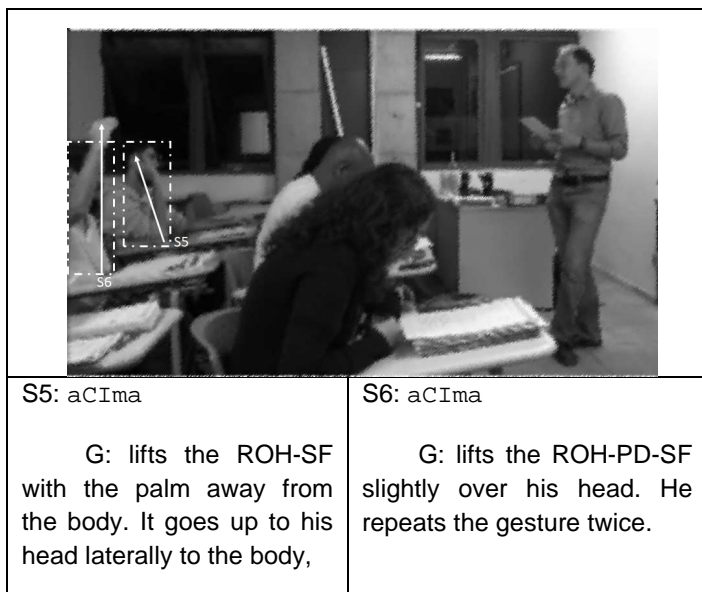 S5
S6
S5: aCIma
G: lifts the ROH-SF
with the palm away from
the body. It goes up to his
head laterally to the body,
S6: aCIma
G: lifts the ROH-PD-SF
slightly over his head. He
repeats the gesture twice.